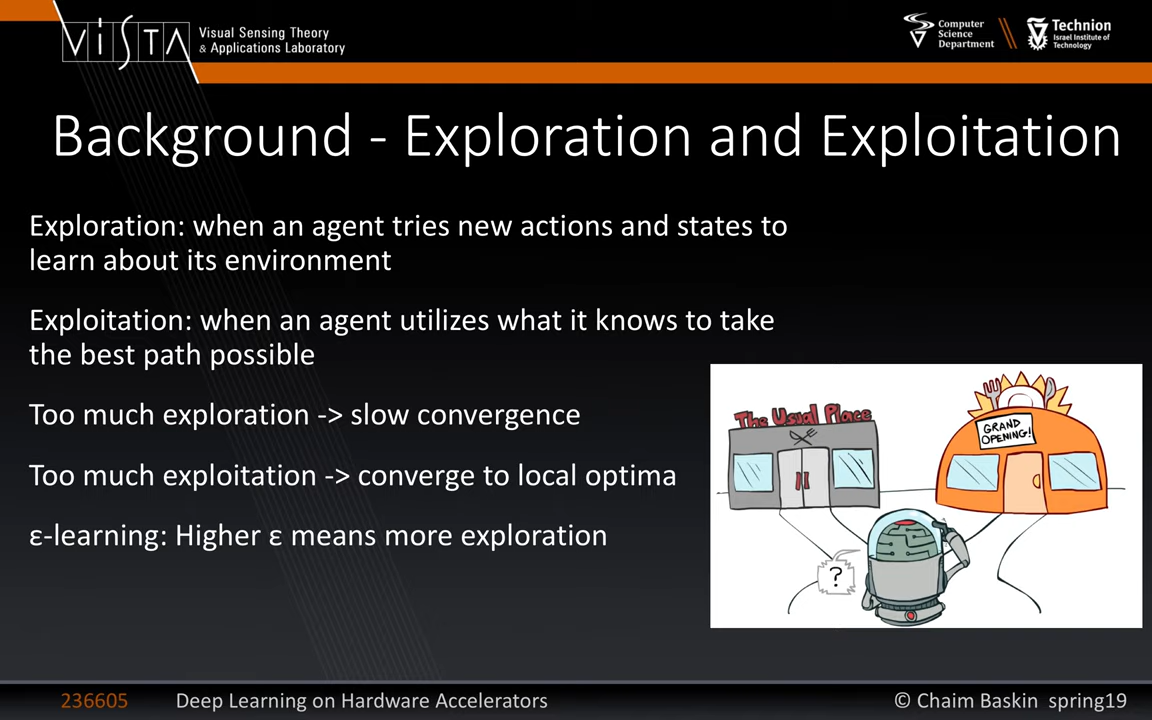 ViSTA
Visual Sensing Theory
& Applications Laboratory
Computer
Science
Department
Technion
Israel Institute of
Technology
Background - Exploration and Exploitation
Exploration: when an agent tries new actions and states to
learn about its environment
Exploitation: when an agent utilizes what it knows to take
the best path possible
Too much exploration -> slow convergence
Too much exploitation -> converge to local optima
ε-learning: Higher ε means more exploration
The Usual Place
GRAND
OPENING!
?
236605 Deep Learning on Hardware Accelerators © Chaim Baskin spring19